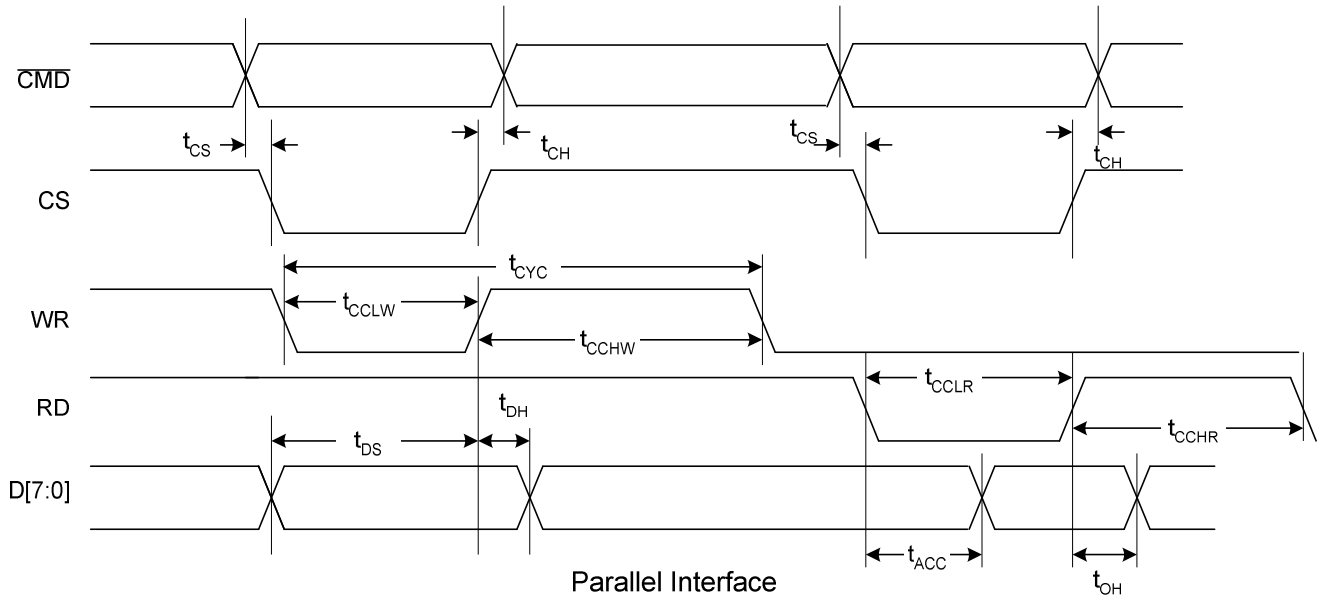 CMD
tCS
tCH
tCS
tCH
CS
tCYC
WR
tCCLW
tCCHW
tCCLR
RD
tDH
tCCHR
tDS
D[7:0]
tACC
tOH
Parallel Interface